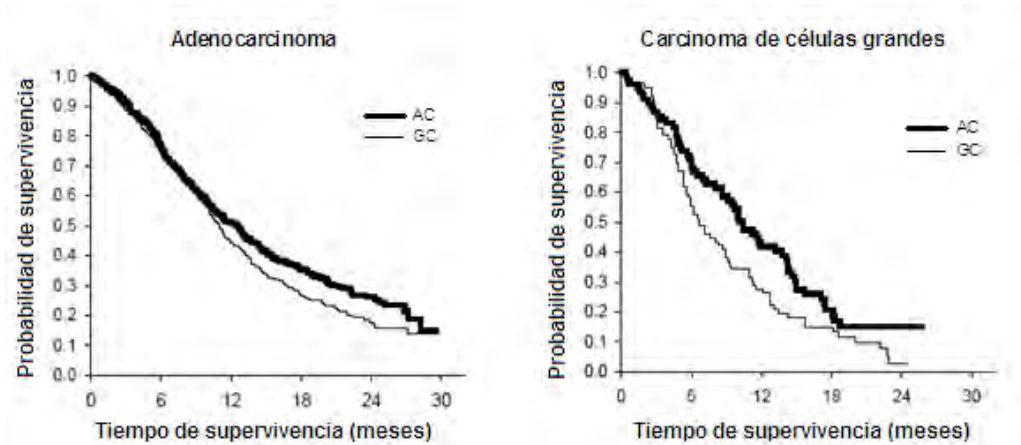 Adenocarcinoma
Probabilidad de supervivencia
1.0
0.9
0.8
0.7
0.6
0.5
0.4
0.3
0.2
0.1
0.0
AC
GC
0 6 12 18 24 30
Tiempo de supervivencia (meses)
Carcinoma de células grandes
Probabilidad de supervivencia
1.0
0.9
0.8
0.7
0.6
0.5
0.4
0.3
0.2
0.1
0.0
AC
GC
0 6 12 18 24 30
Tiempo de supervivencia (meses)